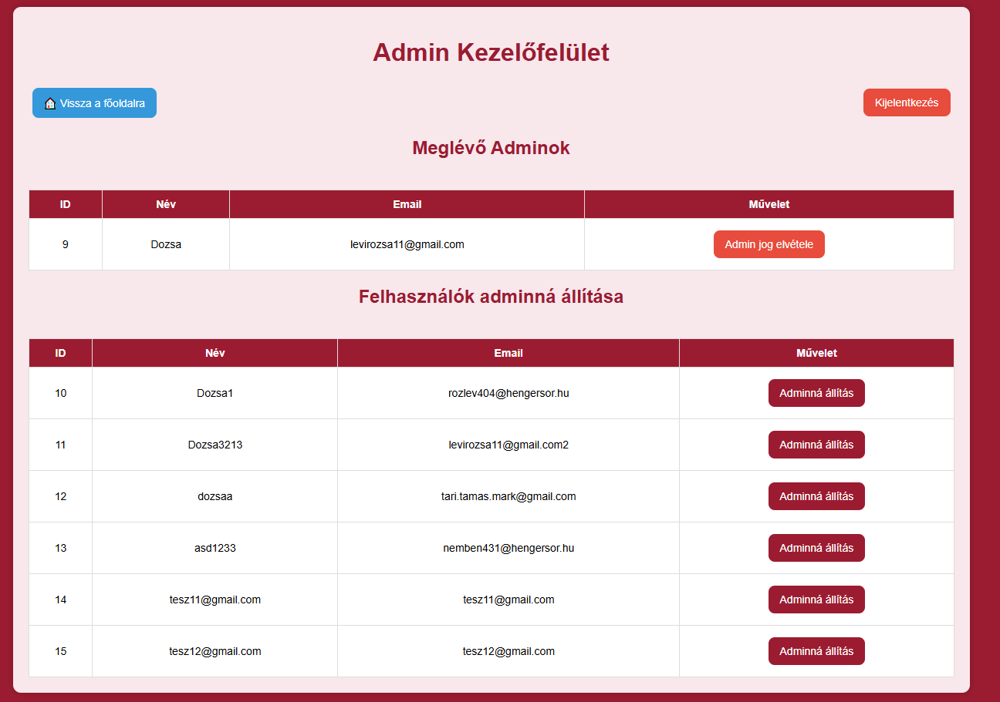 Admin Kezelőfelület
Vissza a főoldalra
Kijelentkezés
Meglévő Adminok
ID Név Email Művelet
9 Dozsa levirozsa11@gmail.com Admin jog elvétele
Felhasználók adminná állítása
ID Név Email Művelet
10 Dozsa1 rozlev404@hengersor.hu Adminná állítás
11 Dozsa3213 levirozsa11@gmail.com2 Adminná állítás
12 dozsaa tari.tamas.mark@gmail.com Adminná állítás
13 asd1233 nemben431@hengersor.hu Adminná állítás
14 tesz11@gmail.com tesz11@gmail.com Adminná állítás
15 tesz12@gmail.com tesz12@gmail.com Adminná állítás